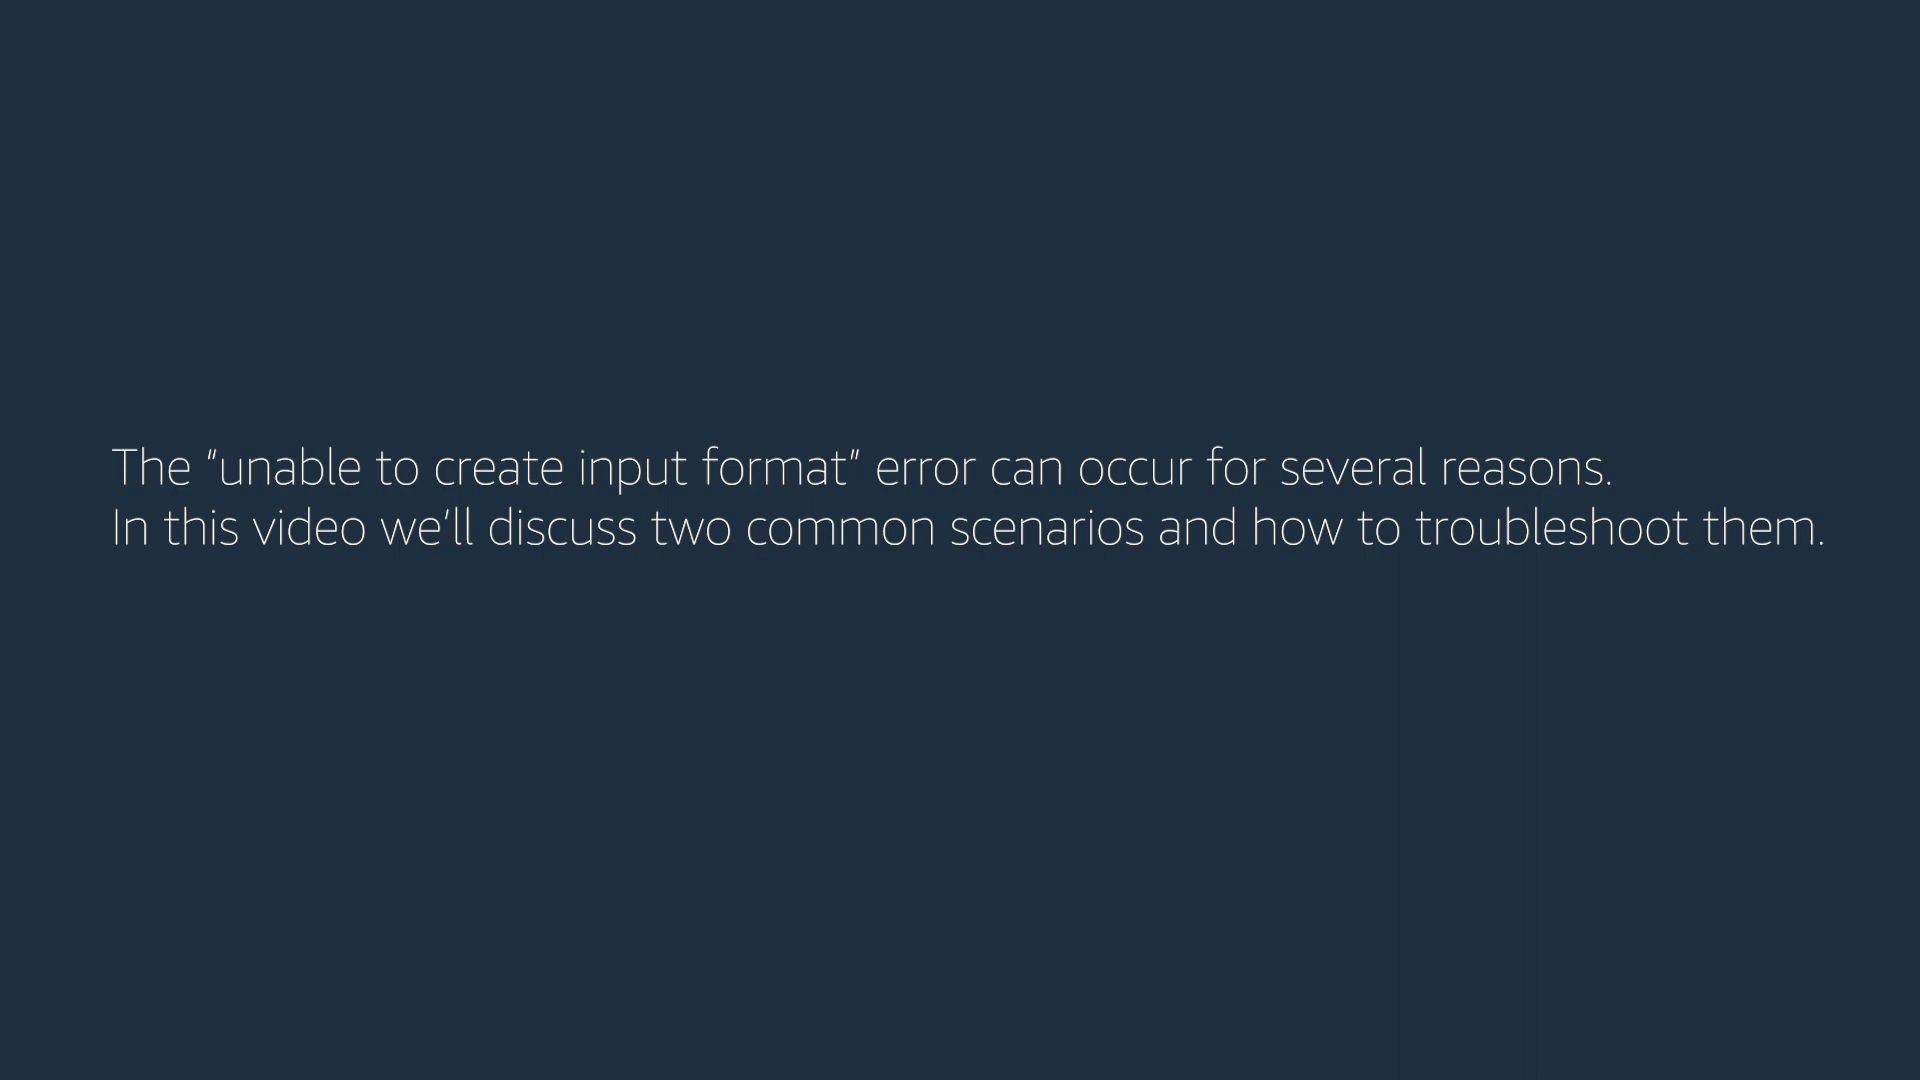 The “unable to create input format” error can occur for several reasons.
In this video we’ll discuss two common scenarios and how to troubleshoot them.